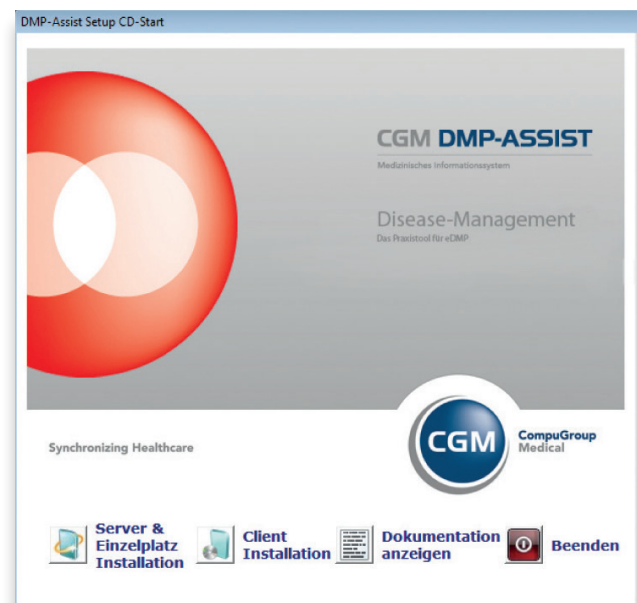 DMP-Assist Setup CD-Start
CGM DMP-ASSIST
Medizinisches Informationssystem
Disease-Management
Das Praxistool für eDMP
Synchronizing Healthcare
CGM
CompuGroup
Medical
Server &
Einzelplatz
Installation
Client
Installation
Dokumentation
anzeigen
Beenden